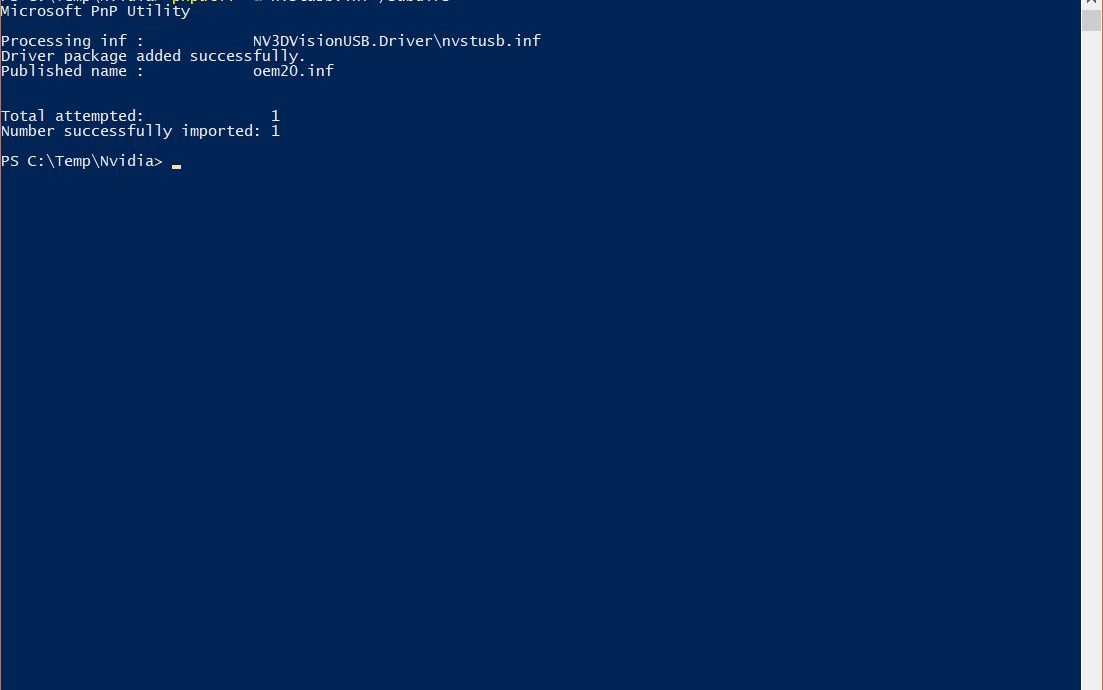 Microsoft PnP Utility
Processing inf :            NV3DVisionUSB.Driver\nvstusb.inf
Driver package added successfully.
Published name :            oem20.inf
Total attempted:              1
Number successfully imported: 1
PS C:\Temp\Nvidia>